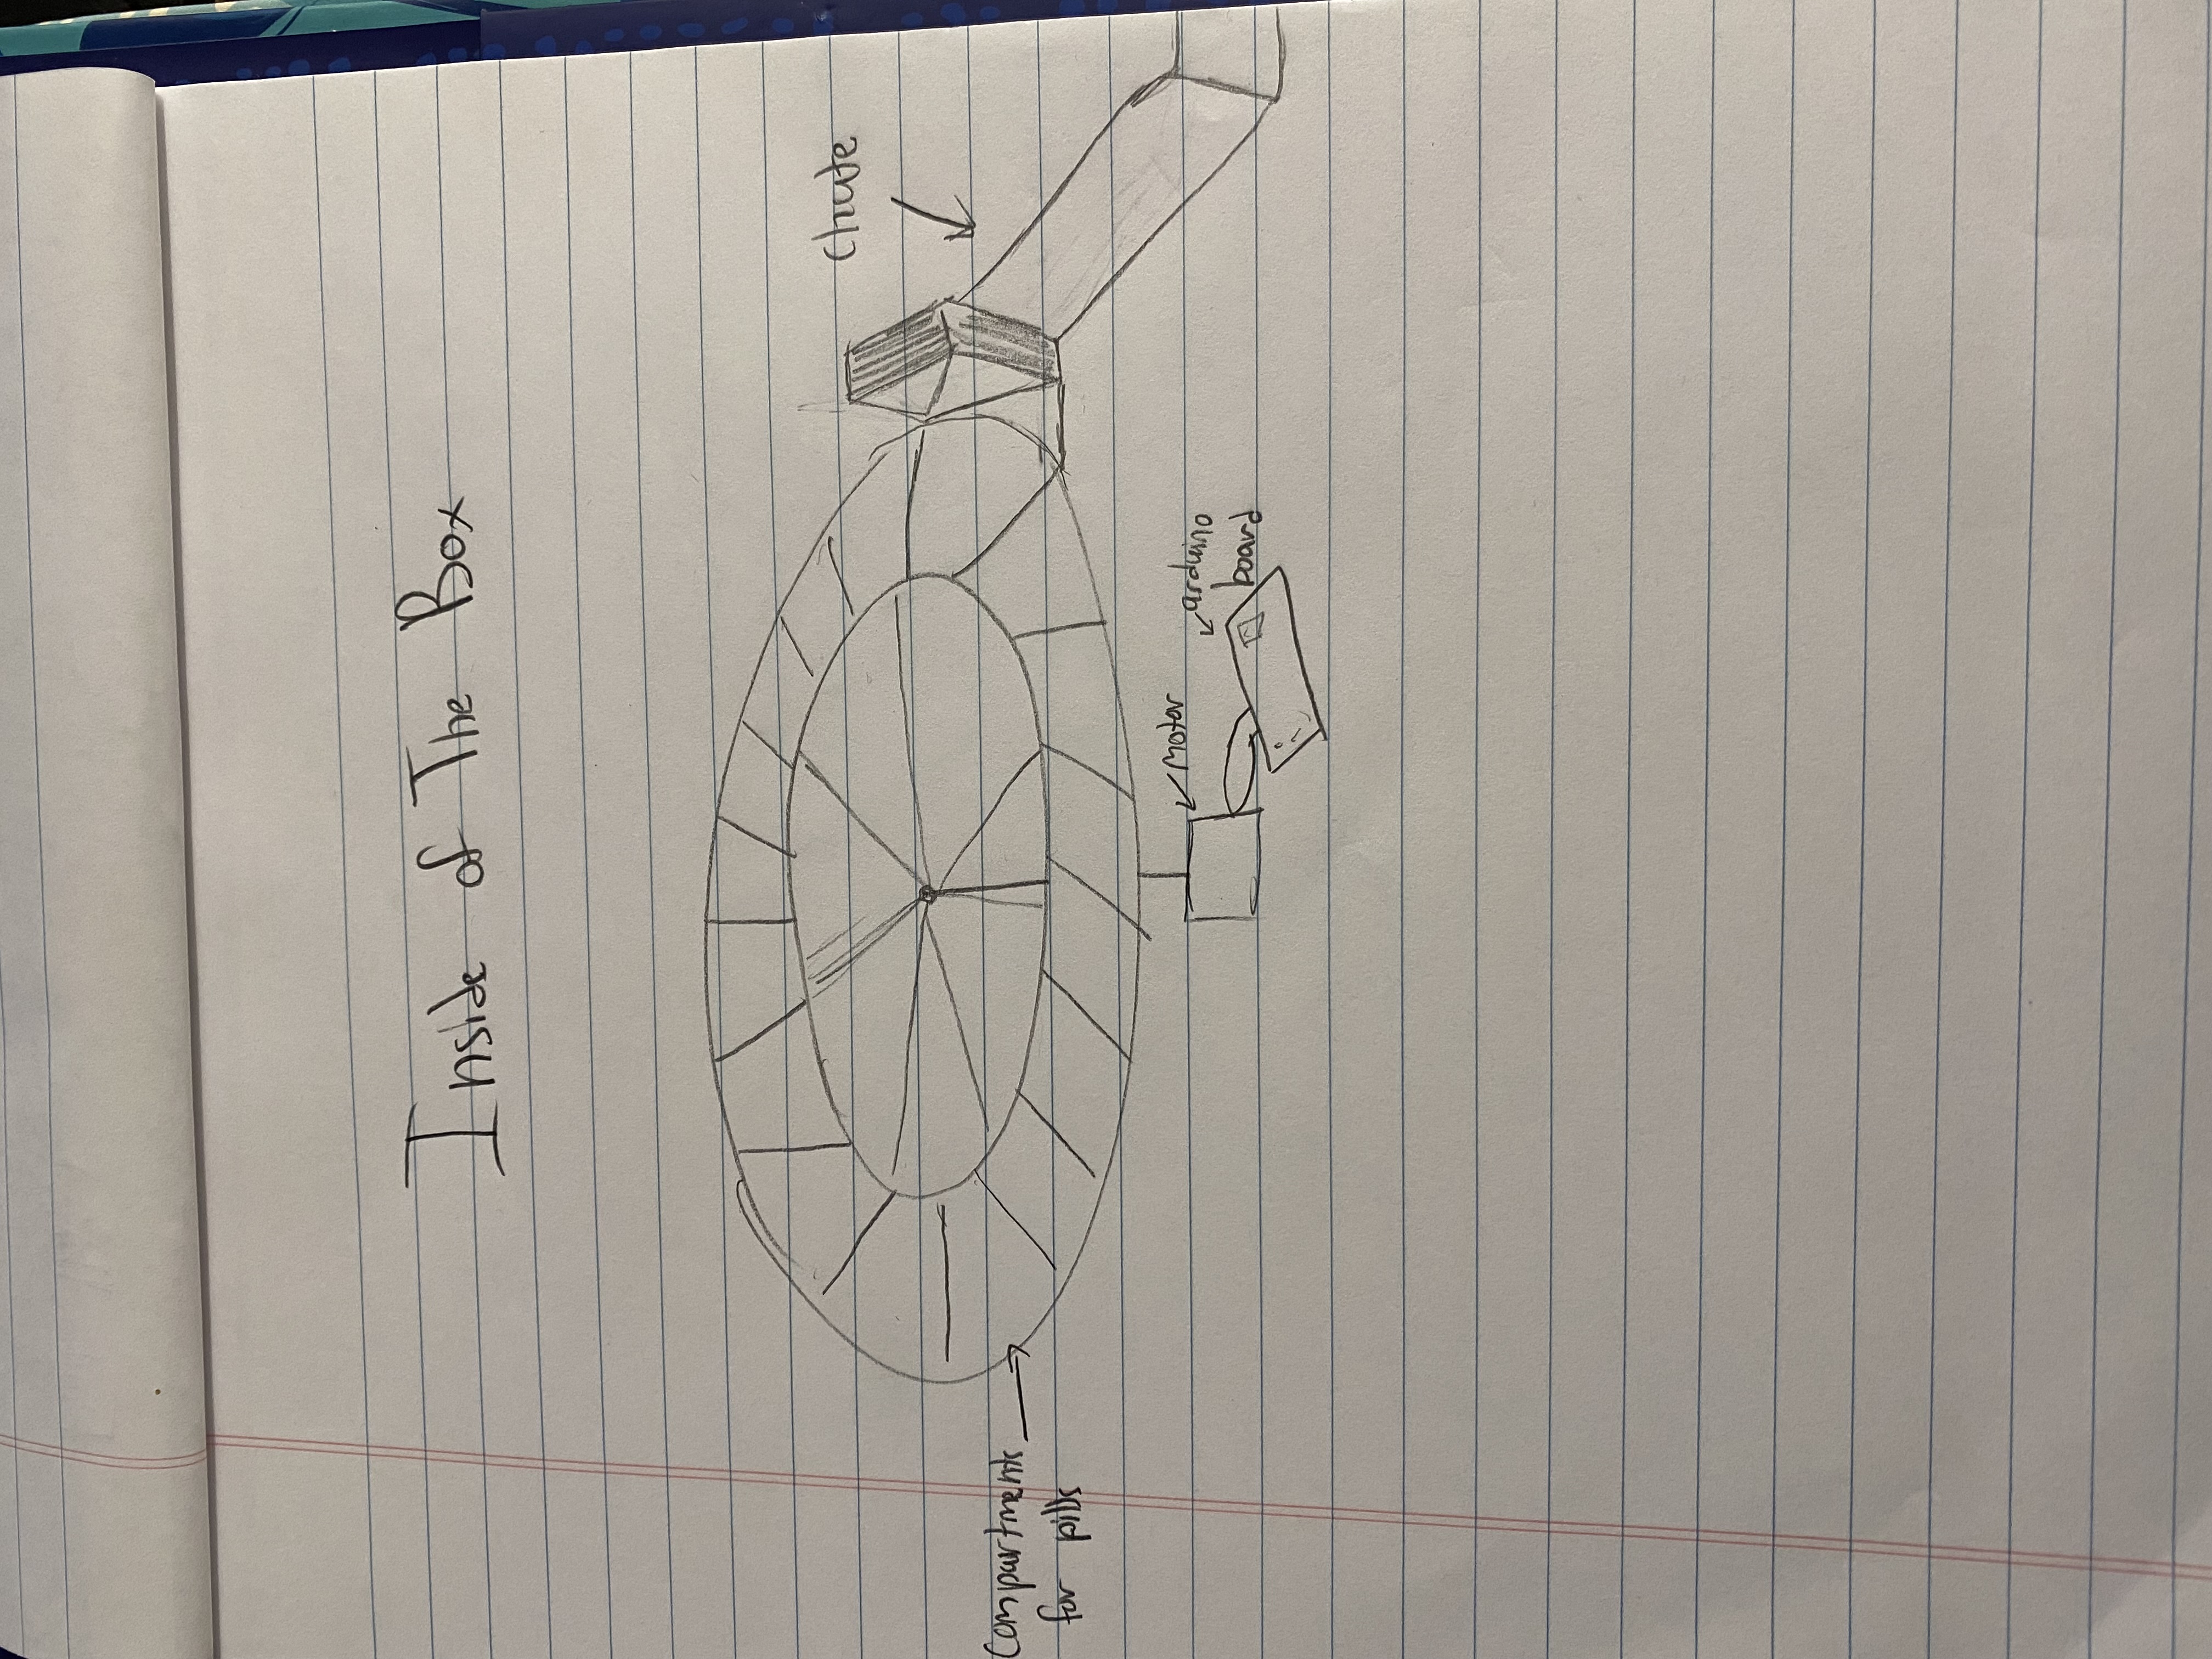 Inside of The Box
Chute
Compartments
for pills
motor
arduino
board